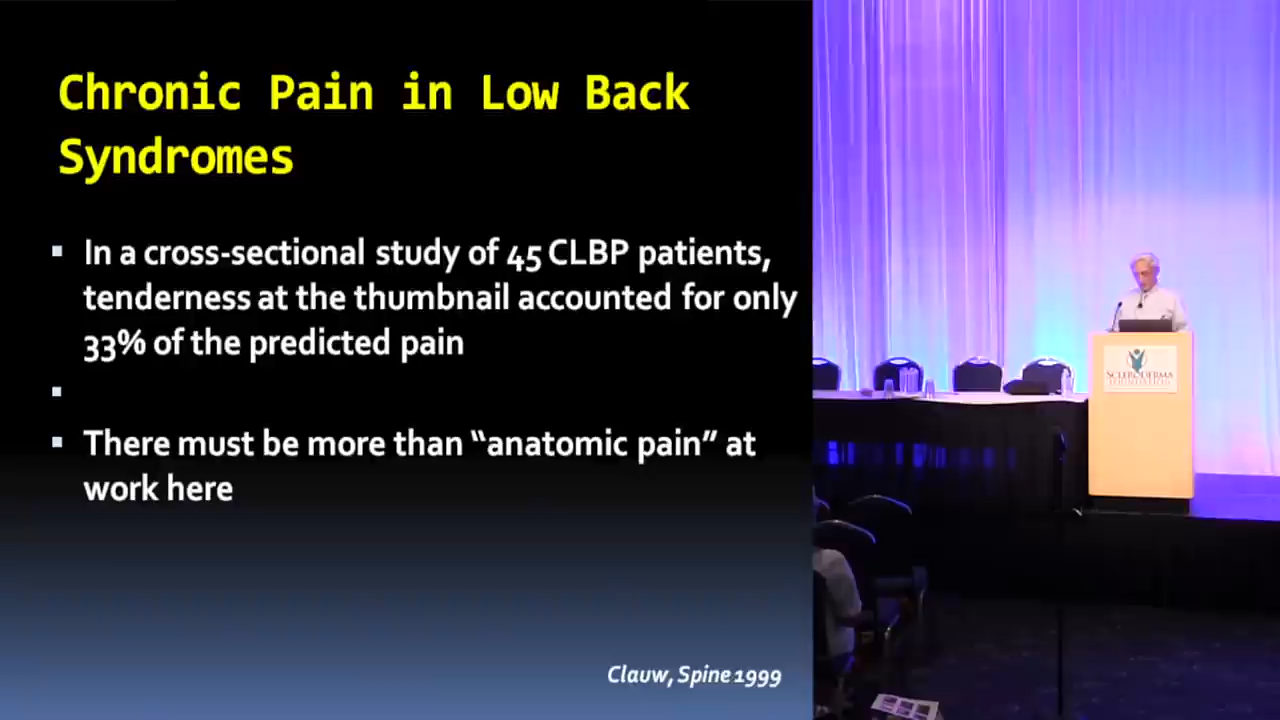 Chronic Pain in Low Back
Syndromes
In a cross-sectional study of 45 CLBP patients,
tenderness at the thumbnail accounted for only
33% of the predicted pain
There must be more than “anatomic pain” at
work here
Clauw, Spine 1999
SCLERODERMA
FOUNDATION